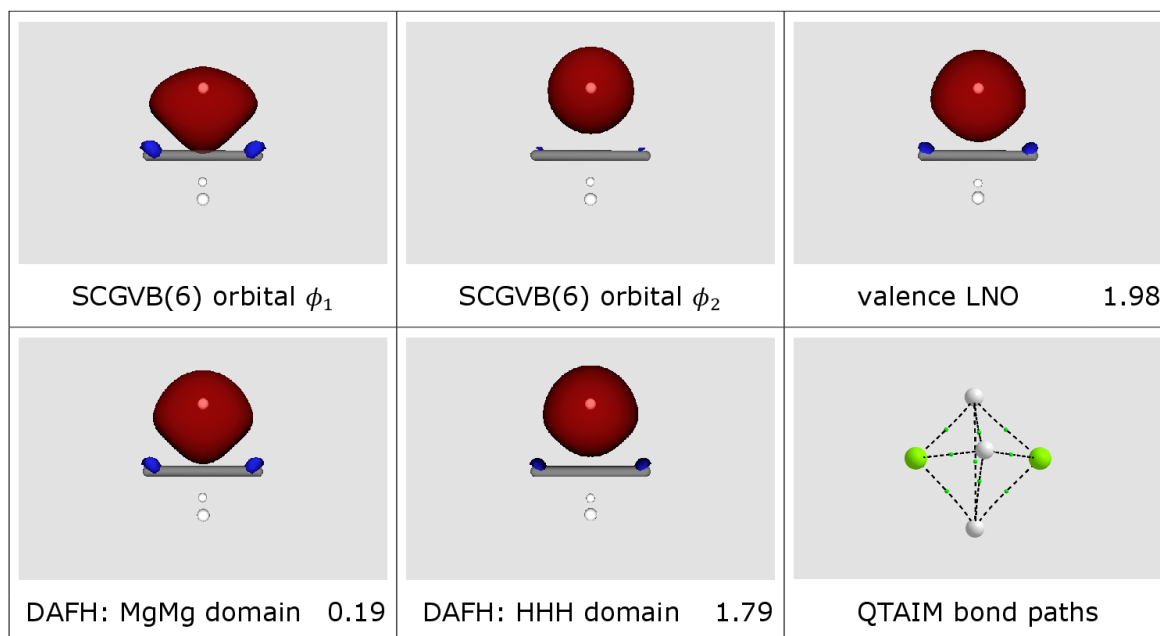 SCGVB(6) orbital ϕ₁
SCGVB(6) orbital ϕ₂
valence LNO 1.98
DAFH: MgMg domain 0.19
DAFH: HHH domain 1.79
QTAIM bond paths